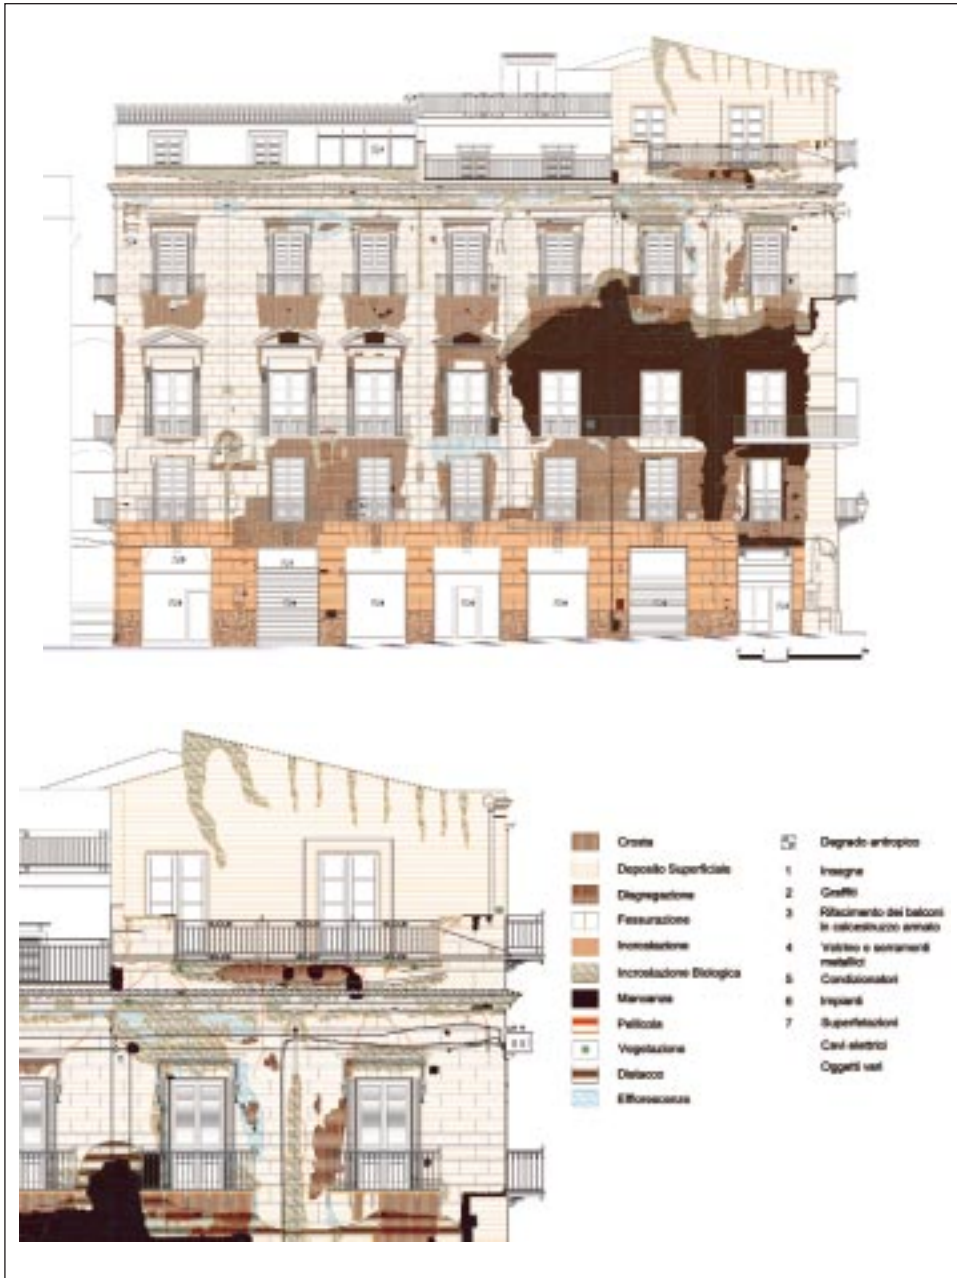 Crosta
Deposito Superficiale
Disgregazione
Fessurazione
Incrostazione
Incrostazione Biologica
Mancanza
Pellicola
Vegetazione
Distacco
Efflorescenza
Degrado antropico
1 Insegne
2 Graffiti
3 Rifacimento dei balconi
in calcestruzzo armato
4 Vetrine o serramenti
metallici
5 Condizionatori
6 Impianti
7 Superfetazioni
Cavi elettrici
Oggetti vari